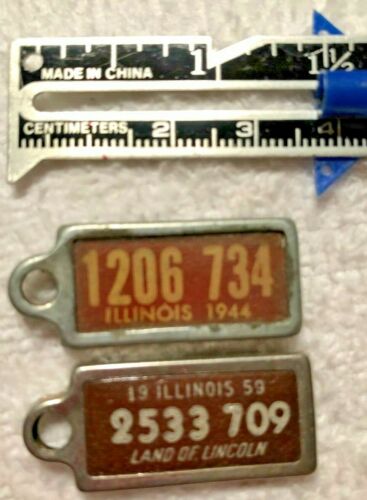 MADE IN CHINA 1 1½
CENTIMETERS 2 3 4
1206 734
ILLINOIS 1944
19 ILLINOIS 59
2533 709
LAND OF LINCOLN